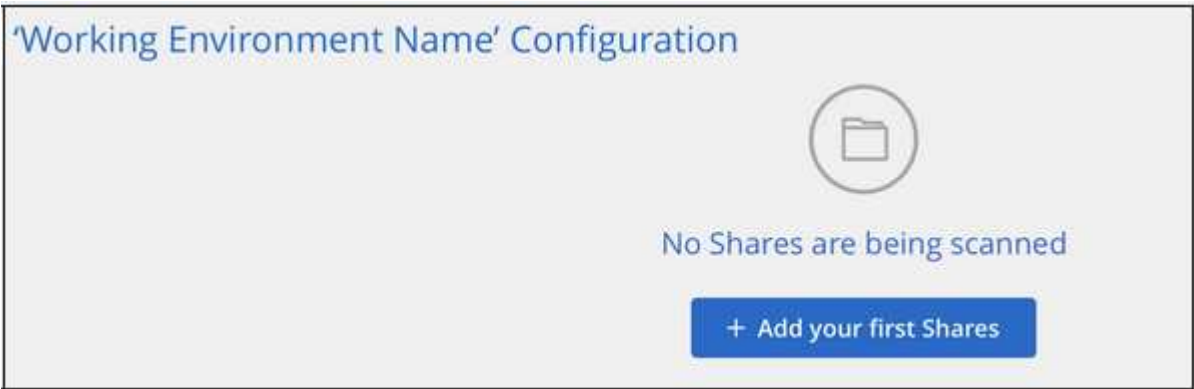 ‘Working Environment Name’ Configuration
No Shares are being scanned
+ Add your first Shares